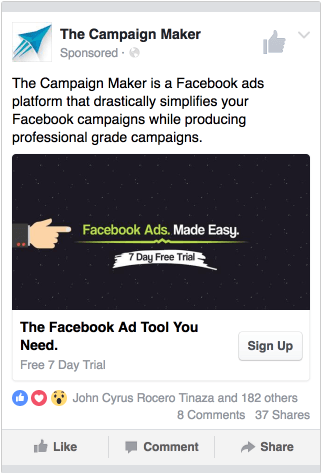 The Campaign Maker
Sponsored ·
The Campaign Maker is a Facebook ads
platform that drastically simplifies your
Facebook campaigns while producing
professional grade campaigns.
Facebook Ads. Made Easy.
7 Day Free Trial
The Facebook Ad Tool You
Need.
Free 7 Day Trial
Sign Up
John Cyrus Rocero Tinaza and 182 others
8 Comments 37 Shares
Like Comment Share